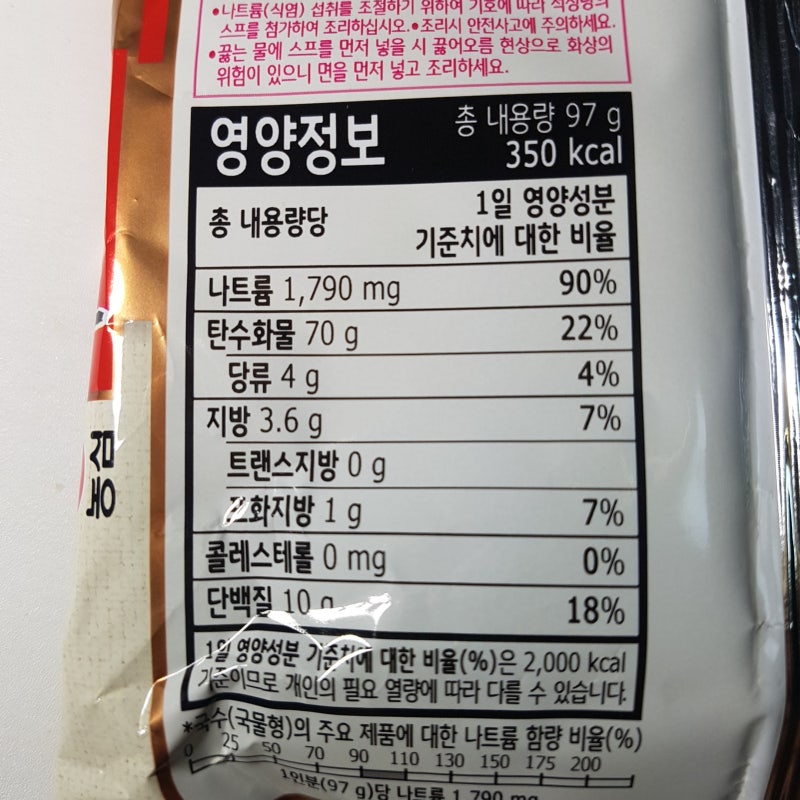 •나트륨(식염) 섭취를 조절하기 위하여 기호에 따라 적정량의
스프를 첨가하여 조리하십시오.•조리시 안전사고에 주의하세요.
•끓는 물에 스프를 먼저 넣을 시 끓어오름 현상으로 화상의
위험이 있으니 면을 먼저 넣고 조리하세요.
영양정보
총 내용량 97 g
350 kcal
총 내용량당
1일 영양성분
기준치에 대한 비율
나트륨 1,790 mg 90%
탄수화물 70 g 22%
당류 4 g 4%
지방 3.6 g 7%
트랜스지방 0 g
포화지방 1 g 7%
콜레스테롤 0 mg 0%
단백질 10 g 18%
1일 영양성분 기준치에 대한 비율(%)은 2,000 kcal
기준이므로 개인의 필요 열량에 따라 다를 수 있습니다.
*국수(국물형)의 주요 제품에 대한 나트륨 함량 비율(%)
0 25 50 70 90 110 130 150 175 200
1인분(97 g)당 나트륨 1,790 mg
농심